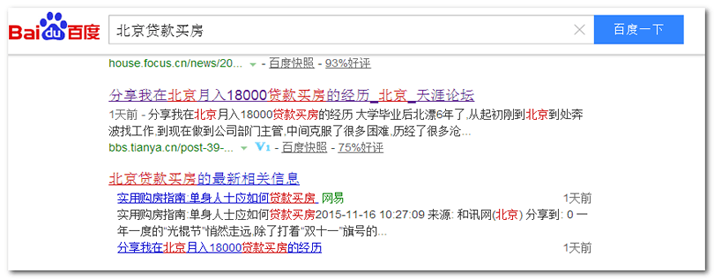 Bai du 百度 北京贷款买房 × 百度一下
house.focus.cn/news/20... - 百度快照 - 93%好评
分享我在北京月入18000贷款买房的经历_北京_天涯论坛
1天前 - 分享我在北京月入18000贷款买房的经历 大学毕业后北漂6年了,从起初刚到北京到处奔
波找工作,到现在做到公司部门主管,中间克服了很多困难,历经了很多沧...
bbs.tianya.cn/post-39-... V1 - 百度快照 - 75%好评
北京贷款买房的最新相关信息
实用购房指南:单身人士应如何贷款买房 网易 1天前
实用购房指南:单身人士应如何贷款买房2015-11-16 10:27:09 来源: 和讯网(北京) 分享到: 0 一
年一度的“光棍节”悄然走远,除了打着“双十一”旗号的...
分享我在北京月入18000贷款买房的经历 1天前